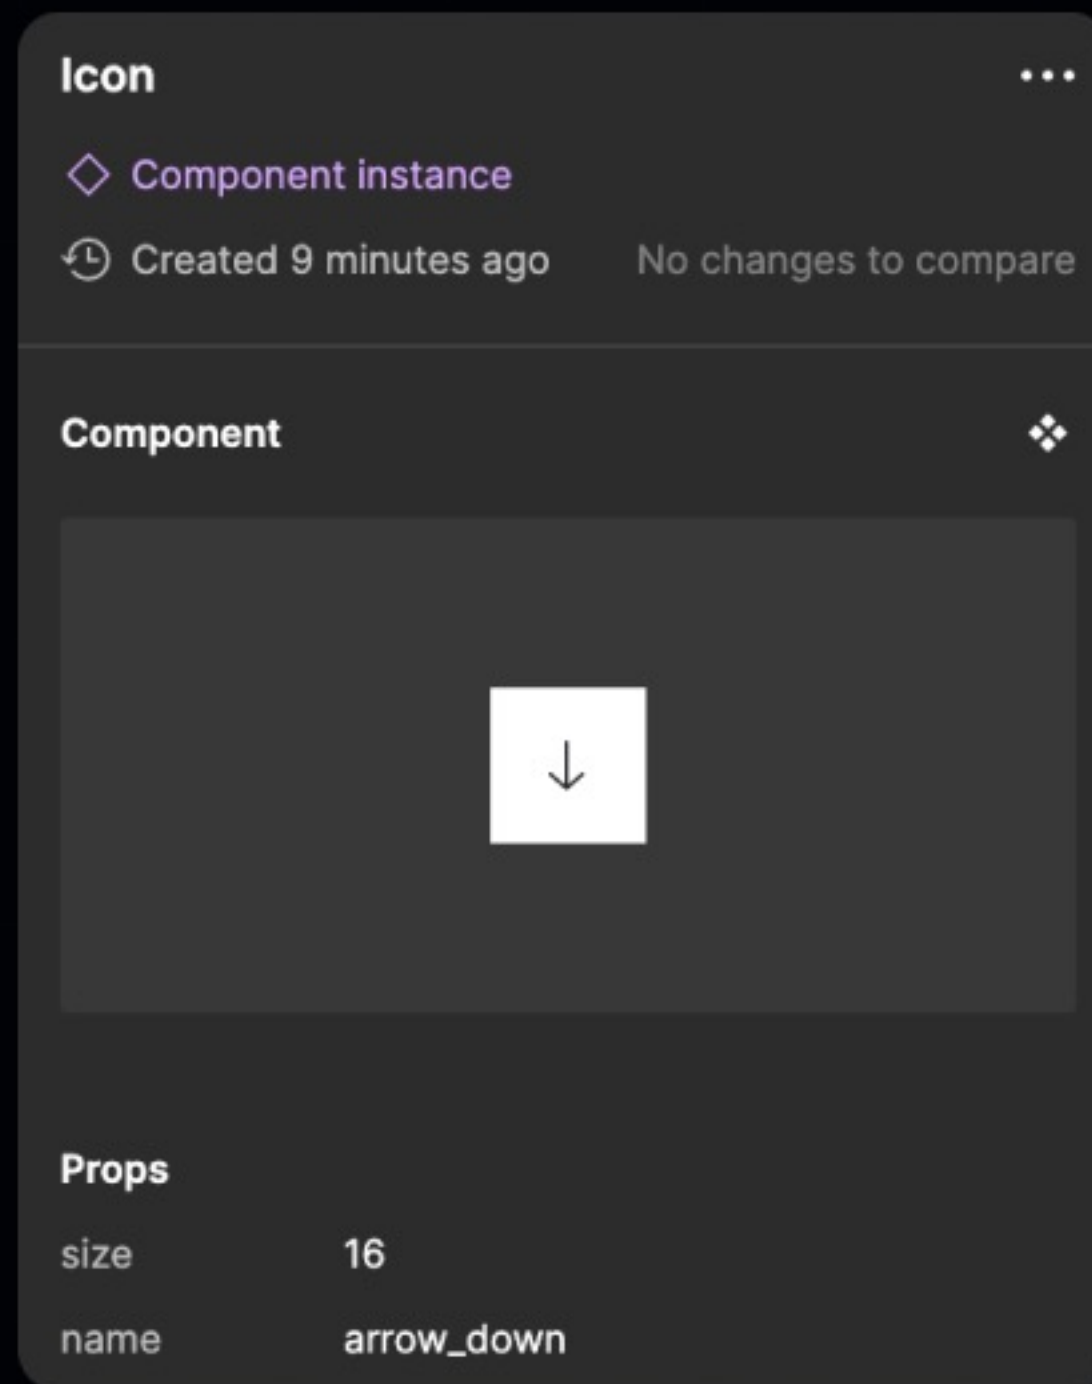 Icon
Component instance
Created 9 minutes ago No changes to compare
Component
Props
size 16
name arrow_down